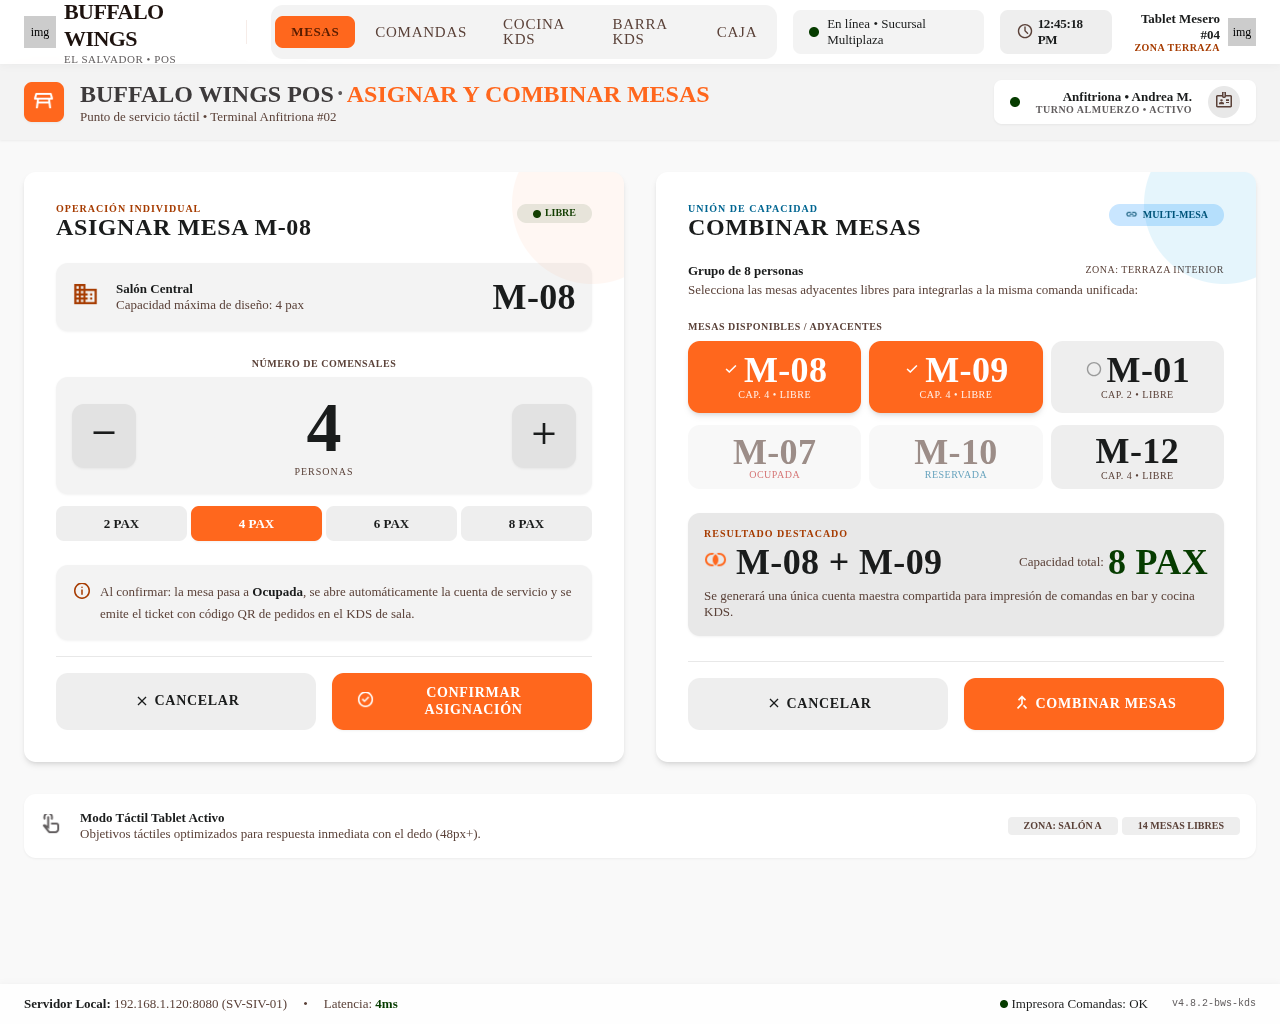 img
BUFFALO
WINGS
EL SALVADOR • POS
MESAS
COMANDAS
COCINA
KDS
BARRA
KDS
CAJA
En línea • Sucursal
Multiplaza
12:45:18
PM
Tablet Mesero
#04
ZONA TERRAZA
img
BUFFALO WINGS POS · ASIGNAR Y COMBINAR MESAS
Punto de servicio táctil • Terminal Anfitriona #02
Anfitriona • Andrea M.
TURNO ALMUERZO • ACTIVO
OPERACIÓN INDIVIDUAL
ASIGNAR MESA M-08
LIBRE
Salón Central
Capacidad máxima de diseño: 4 pax
M-08
NÚMERO DE COMENSALES
−
4
+
PERSONAS
2 PAX
4 PAX
6 PAX
8 PAX
Al confirmar: la mesa pasa a Ocupada, se abre automáticamente la cuenta de servicio y se
emite el ticket con código QR de pedidos en el KDS de sala.
CANCELAR
CONFIRMAR
ASIGNACIÓN
UNIÓN DE CAPACIDAD
COMBINAR MESAS
MULTI-MESA
Grupo de 8 personas
ZONA: TERRAZA INTERIOR
Selecciona las mesas adyacentes libres para integrarlas a la misma comanda unificada:
MESAS DISPONIBLES / ADYACENTES
M-08
CAP. 4 • LIBRE
M-09
CAP. 4 • LIBRE
M-01
CAP. 2 • LIBRE
M-07
OCUPADA
M-10
RESERVADA
M-12
CAP. 4 • LIBRE
RESULTADO DESTACADO
M-08 + M-09
Capacidad total: 8 PAX
Se generará una única cuenta maestra compartida para impresión de comandas en bar y cocina
KDS.
CANCELAR
COMBINAR MESAS
Modo Táctil Tablet Activo
Objetivos táctiles optimizados para respuesta inmediata con el dedo (48px+).
ZONA: SALÓN A
14 MESAS LIBRES
Servidor Local: 192.168.1.120:8080 (SV-SIV-01) • Latencia: 4ms
Impresora Comandas: OK
v4.8.2-bws-kds